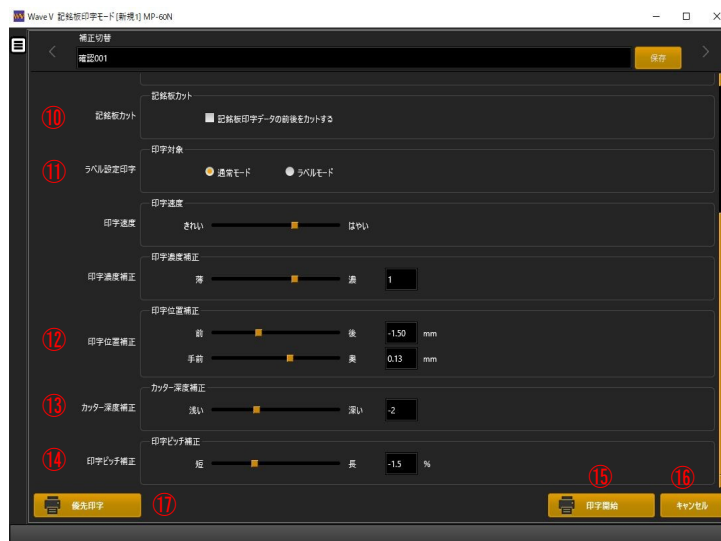 Wave V 記銘板印字モード[新規1] MP-60N
補正切替
確認001
保存
記銘板カット
⑩ 記銘板カット
記銘板印字データの前後をカットする
印字対象
⑪ ラベル設定印字
通常モード ラベルモード
印字速度
印字速度
きれい はやい
印字濃度補正
印字濃度補正
薄 濃 1
印字位置補正
⑫ 印字位置補正
前 後 -1.50 mm
手前 奥 0.13 mm
カッター深度補正
⑬ カッター深度補正
浅い 深い -2
印字ピッチ補正
⑭ 印字ピッチ補正
短 長 -1.5 %
⑮ ⑯
優先印字 ⑰ 印字開始 キャンセル